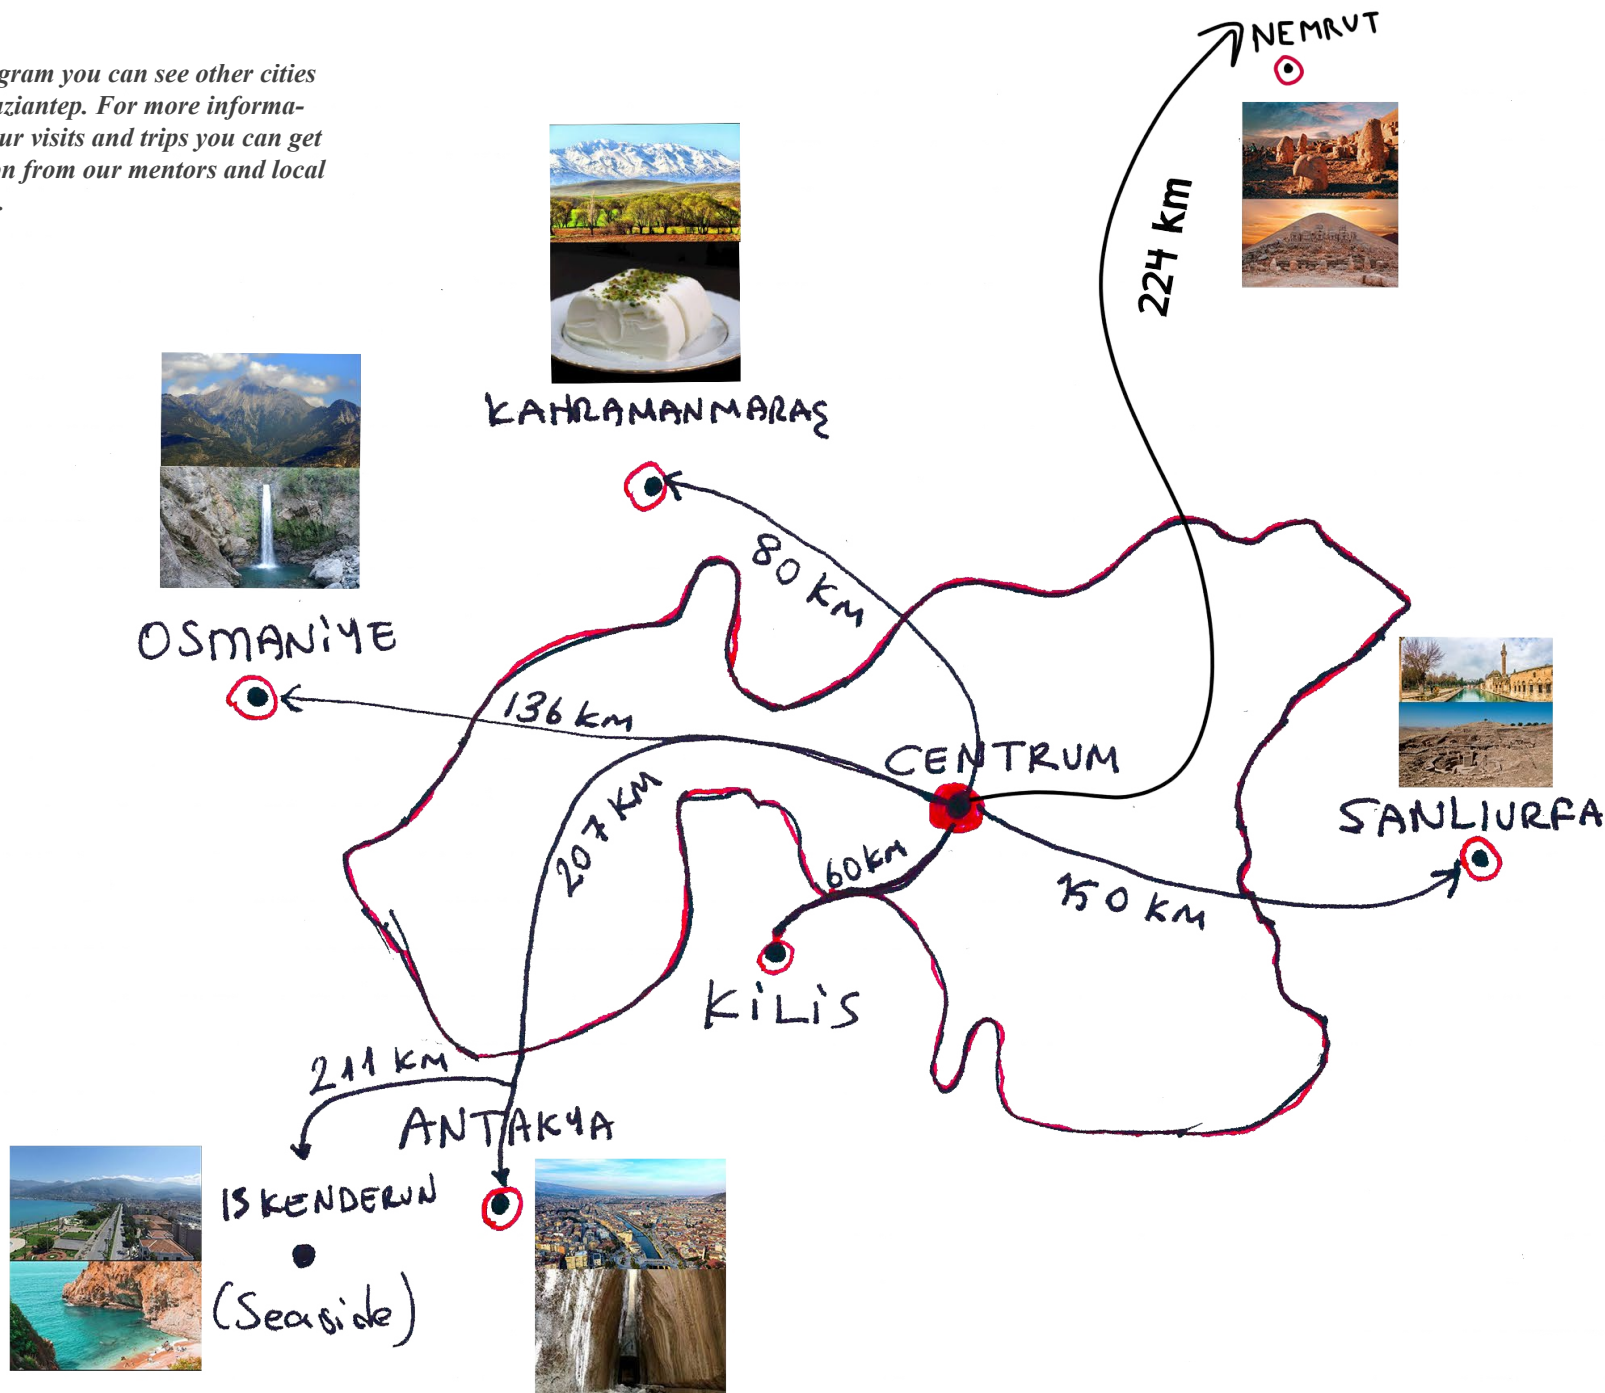 gram you can see other cities
ziantep. For more informa-
ur visits and trips you can get
on from our mentors and local
.
NEMRUT
224 km
KAHRAMANMARAŞ
80 KM
OSMANİYE
136 km
CENTRUM
207 KM
60 KM
150 KM
SANLIURFA
KİLİS
211 KM
ANTAKYA
ISKENDERUN
(Seaside)